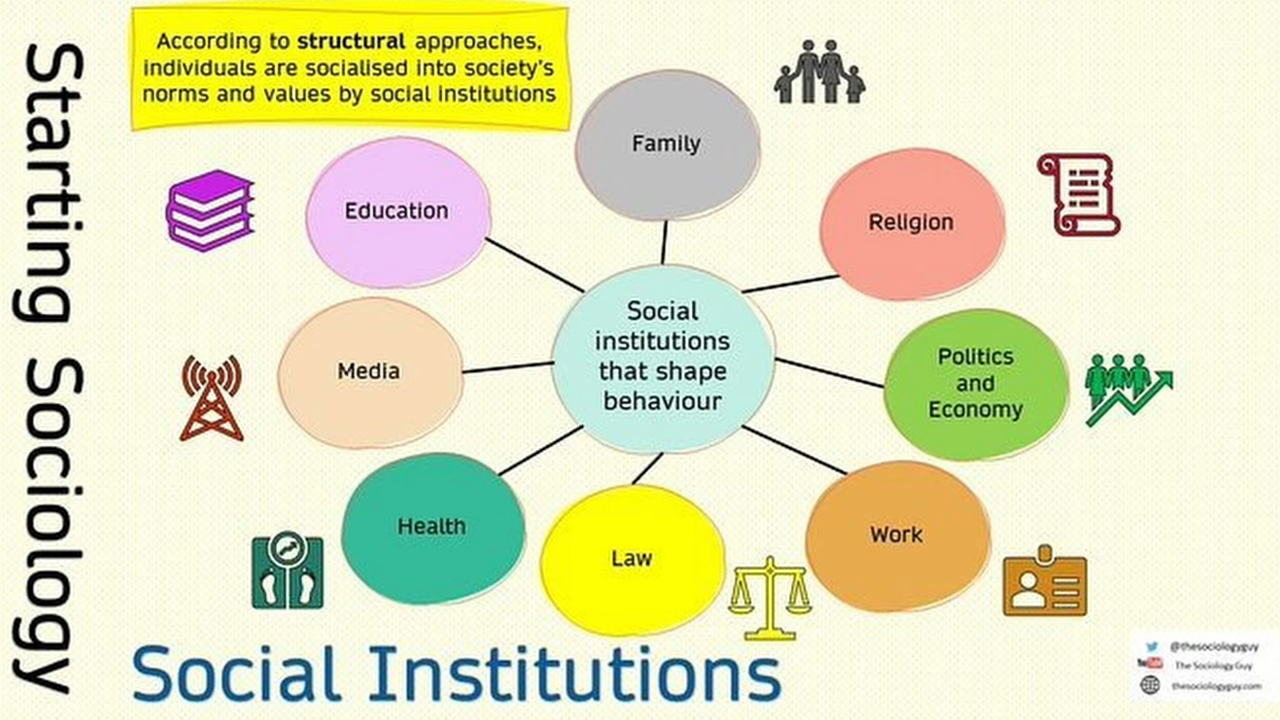 Starting Sociology
According to structural approaches,
individuals are socialised into society's
norms and values by social institutions
Family
Education
Religion
Social
institutions
that shape
behaviour
Media
Politics
and
Economy
Health
Law
Work
Social Institutions
@thesociologyguy
You Tube
The Sociology Guy
thesociologyguy.com